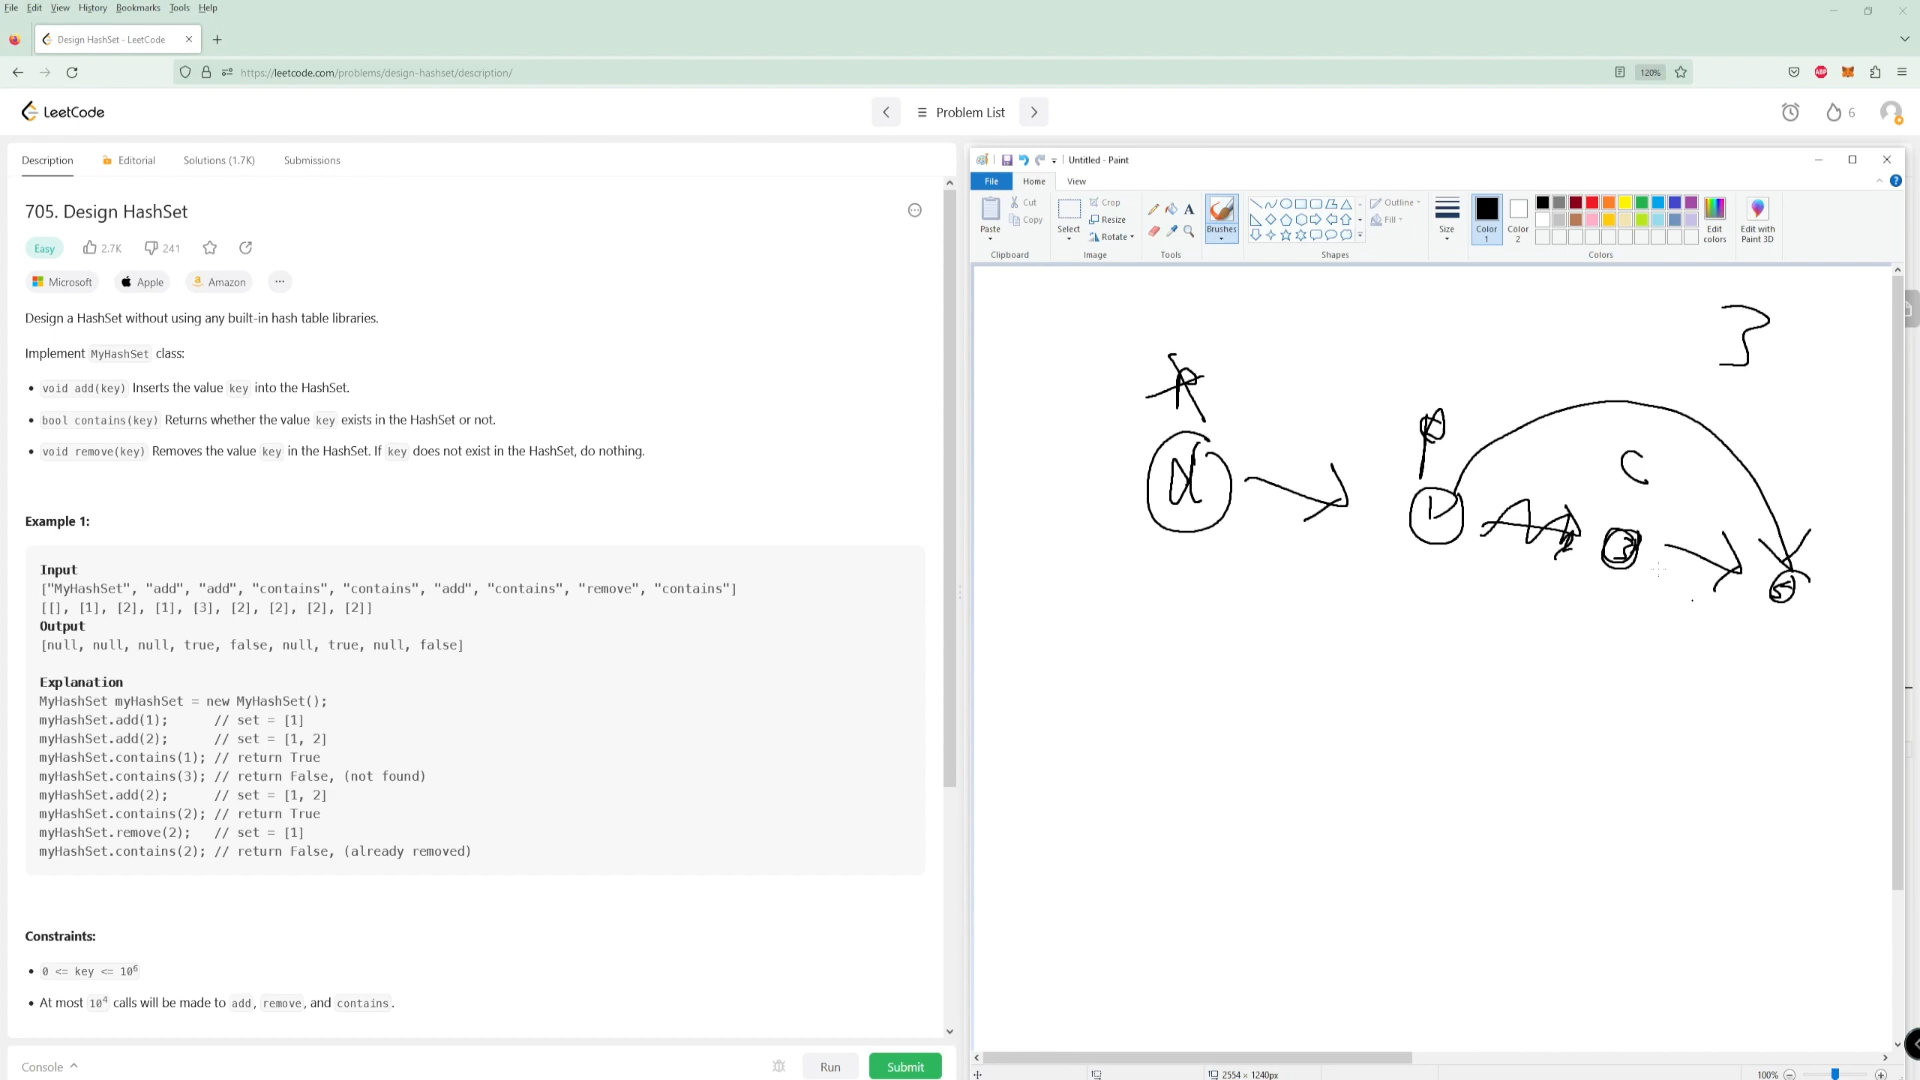 File Edit View History Bookmarks Tools Help
Design HashSet - LeetCode
https://leetcode.com/problems/design-hashset/description/
120%
ABP
LeetCode
Problem List
6
Description Editorial Solutions (1.7K) Submissions
705. Design HashSet
Easy 2.7K 241
Microsoft Apple Amazon
Design a HashSet without using any built-in hash table libraries.
Implement MyHashSet class:
• void add(key) Inserts the value key into the HashSet.
• bool contains(key) Returns whether the value key exists in the HashSet or not.
• void remove(key) Removes the value key in the HashSet. If key does not exist in the HashSet, do nothing.
Example 1:
Input
["MyHashSet", "add", "add", "contains", "contains", "add", "contains", "remove", "contains"]
[[], [1], [2], [1], [3], [2], [2], [2], [2]]
Output
[null, null, null, true, false, null, true, null, false]
Explanation
MyHashSet myHashSet = new MyHashSet();
myHashSet.add(1); // set = [1]
myHashSet.add(2); // set = [1, 2]
myHashSet.contains(1); // return True
myHashSet.contains(3); // return False, (not found)
myHashSet.add(2); // set = [1, 2]
myHashSet.contains(2); // return True
myHashSet.remove(2); // set = [1]
myHashSet.contains(2); // return False, (already removed)
Constraints:
• 0 <= key <= 10⁶
• At most 10⁴ calls will be made to add, remove, and contains.
Console
Run
Submit
Untitled - Paint
File Home View
Paste
Cut
Copy
Clipboard
Select
Crop
Resize
Rotate
Image
A
Tools
Brushes
Outline
Fill
Shapes
Size
Color 1
Color 2
Edit colors
Edit with Paint 3D
Colors
3
P
C
d
1
3
5
2554 × 1240px
100%